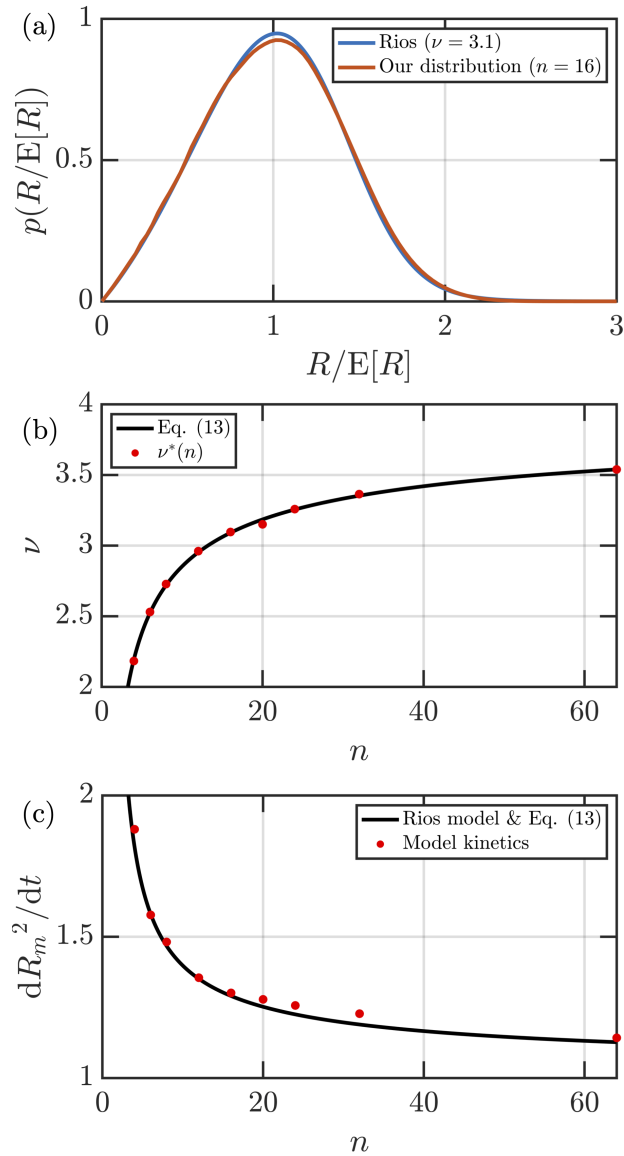 (a)
1
0.5
0
p(R/E[R])
Rios (ν = 3.1)
Our distribution (n = 16)
0 1 2 3
R/E[R]
(b)
4
3.5
3
2.5
2
ν
Eq. (13)
ν*(n)
0 20 40 60
n
(c)
2
1.5
1
dRₘ²/dt
Rios model & Eq. (13)
Model kinetics
0 20 40 60
n